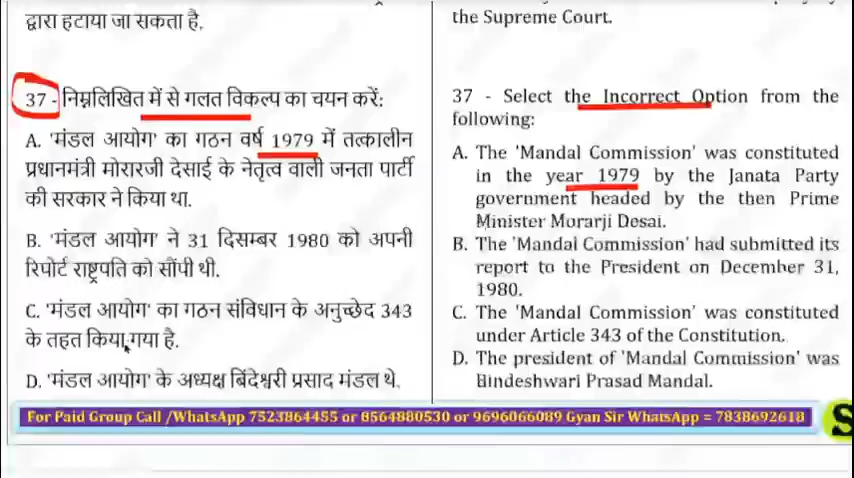 द्वारा हटाया जा सकता है.
37 - निम्नलिखित में से गलत विकल्प का चयन करें:
A. 'मंडल आयोग' का गठन वर्ष 1979 में तत्कालीन
प्रधानमंत्री मोरारजी देसाई के नेतृत्व वाली जनता पार्टी
की सरकार ने किया था.
B. 'मंडल आयोग' ने 31 दिसम्बर 1980 को अपनी
रिपोर्ट राष्ट्रपति को सौंपी थी.
C. 'मंडल आयोग' का गठन संविधान के अनुच्छेद 343
के तहत किया गया है.
D. 'मंडल आयोग' के अध्यक्ष बिंदेश्वरी प्रसाद मंडल थे.
the Supreme Court.
37 - Select the Incorrect Option from the
following:
A. The 'Mandal Commission' was constituted
in the year 1979 by the Janata Party
government headed by the then Prime
Minister Morarji Desai.
B. The 'Mandal Commission' had submitted its
report to the President on December 31,
1980.
C. The 'Mandal Commission' was constituted
under Article 343 of the Constitution.
D. The president of 'Mandal Commission' was
Bindeshwari Prasad Mandal.
For Paid Group Call /WhatsApp 7523864455 or 8564880530 or 9696066089 Gyan Sir WhatsApp = 7838692618
S